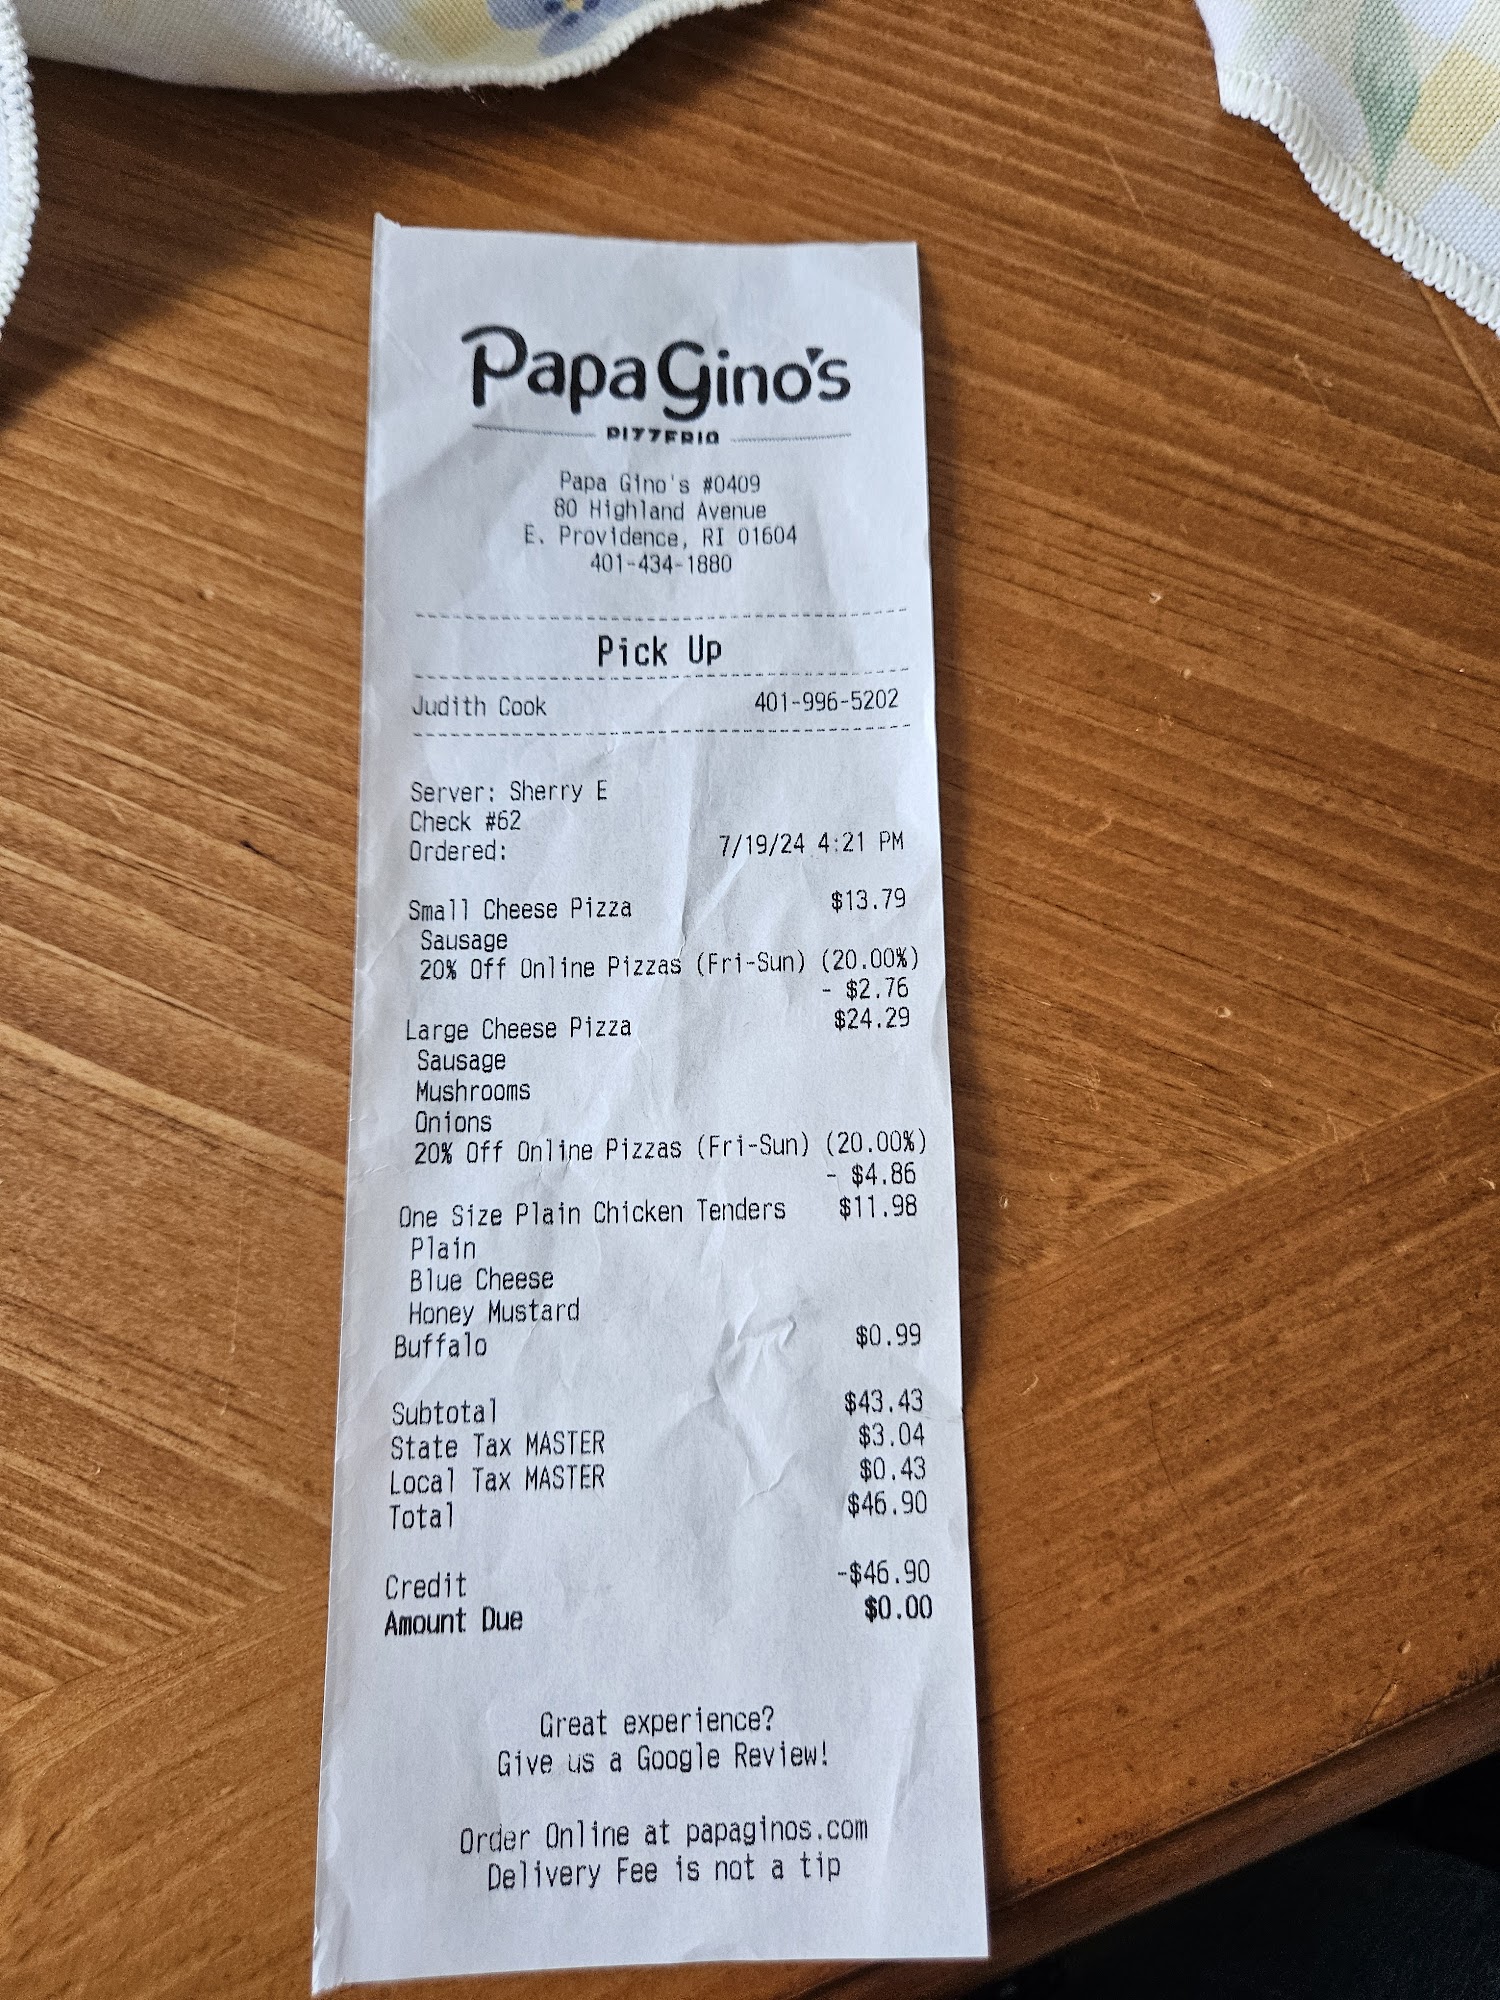 Papa Gino's
PIZZERIA
Papa Gino's #0409
80 Highland Avenue
E. Providence, RI 01604
401-434-1880
Pick Up
Judith Cook 401-996-5202
Server: Sherry E
Check #62
Ordered: 7/19/24 4:21 PM
Small Cheese Pizza $13.79
Sausage
20% Off Online Pizzas (Fri-Sun) (20.00%)
- $2.76
Large Cheese Pizza $24.29
Sausage
Mushrooms
Onions
20% Off Online Pizzas (Fri-Sun) (20.00%)
- $4.86
One Size Plain Chicken Tenders $11.98
Plain
Blue Cheese
Honey Mustard
Buffalo $0.99
Subtotal $43.43
State Tax MASTER $3.04
Local Tax MASTER $0.43
Total $46.90
Credit -$46.90
Amount Due $0.00
Great experience?
Give us a Google Review!
Order Online at papaginos.com
Delivery Fee is not a tip